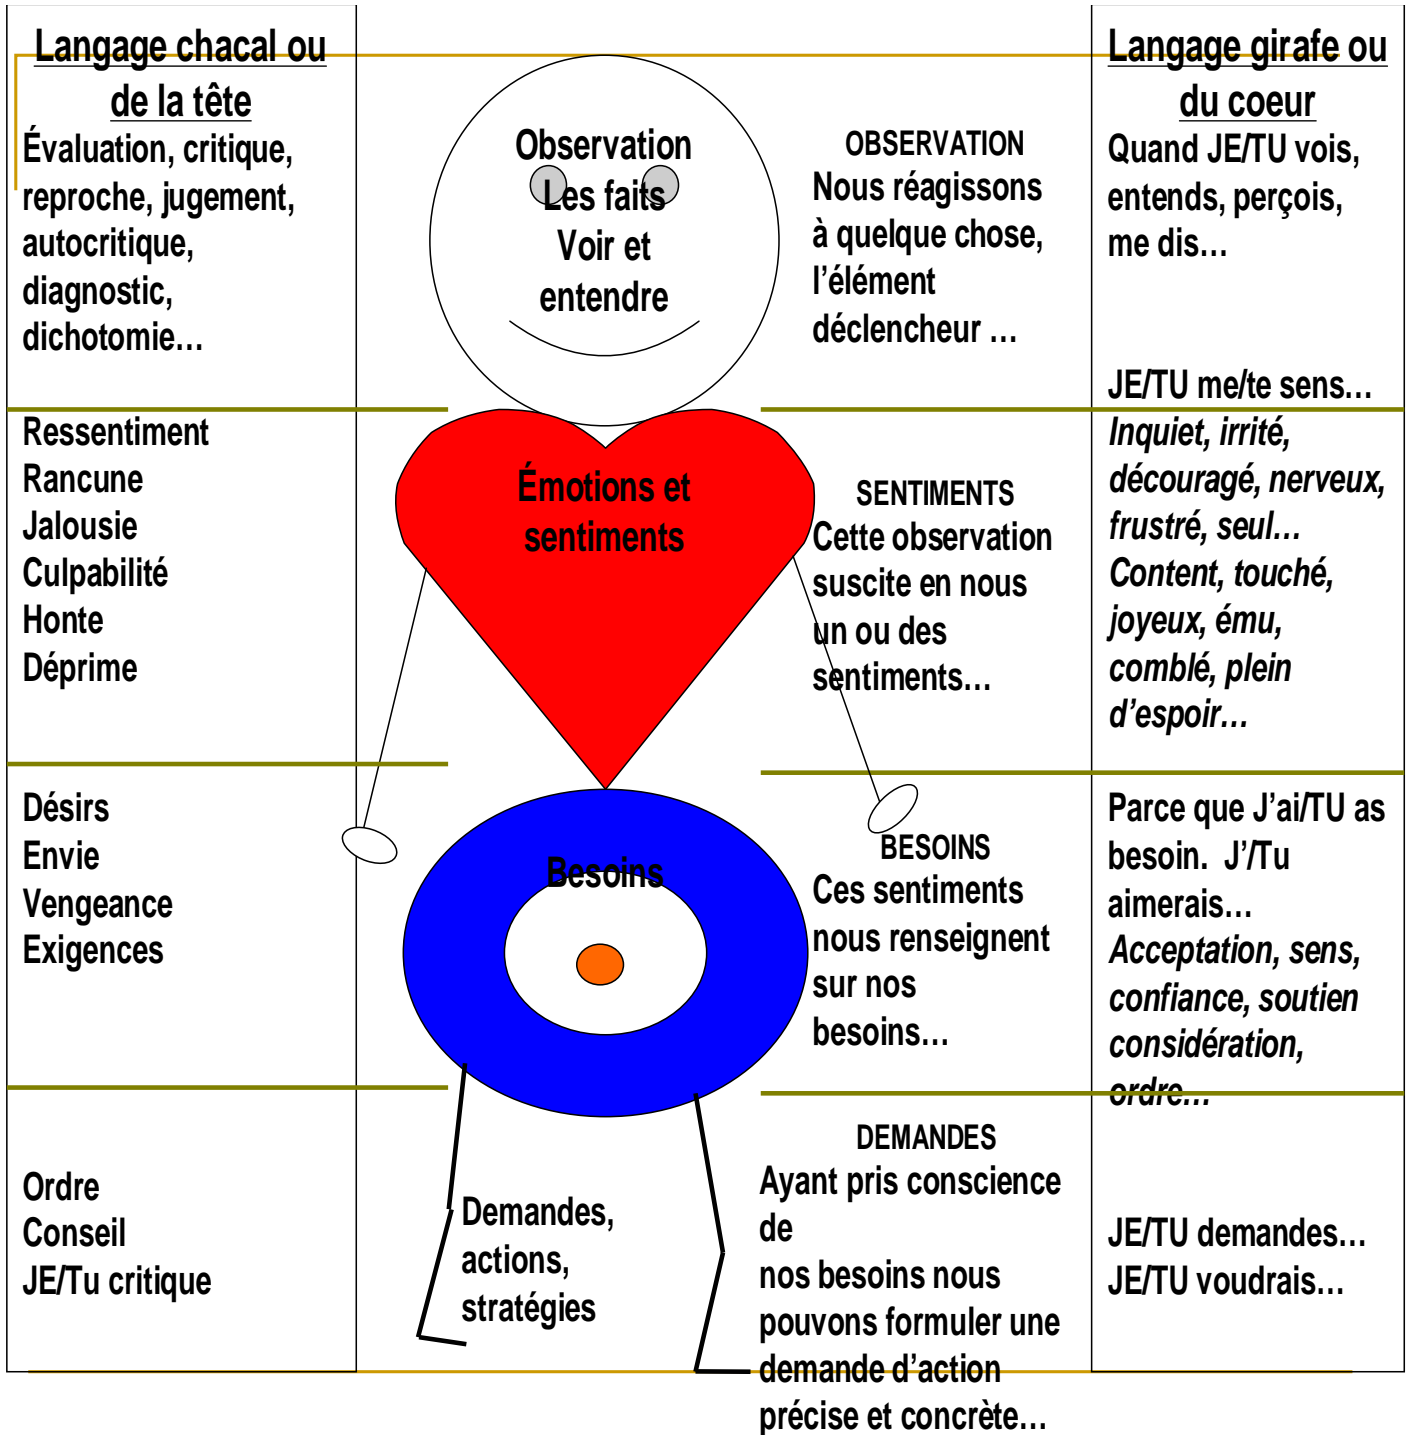 Langage chacal ou
de la tête
Évaluation, critique,
reproche, jugement,
autocritique,
diagnostic,
dichotomie…
Ressentiment
Rancune
Jalousie
Culpabilité
Honte
Déprime
Désirs
Envie
Vengeance
Exigences
Ordre
Conseil
JE/Tu critique
Observation
Les faits
Voir et
entendre
Émotions et
sentiments
Besoins
Demandes,
actions,
stratégies
OBSERVATION
Nous réagissons
à quelque chose,
l’élément
déclencheur …
SENTIMENTS
Cette observation
suscite en nous
un ou des
sentiments…
BESOINS
Ces sentiments
nous renseignent
sur nos
besoins…
DEMANDES
Ayant pris conscience
de
nos besoins nous
pouvons formuler une
demande d’action
précise et concrète…
Langage girafe ou
du coeur
Quand JE/TU vois,
entends, perçois,
me dis…
JE/TU me/te sens…
Inquiet, irrité,
découragé, nerveux,
frustré, seul…
Content, touché,
joyeux, ému,
comblé, plein
d’espoir…
Parce que J’ai/TU as
besoin. J’/Tu
aimerais…
Acceptation, sens,
confiance, soutien
considération,
ordre…
JE/TU demandes…
JE/TU voudrais…